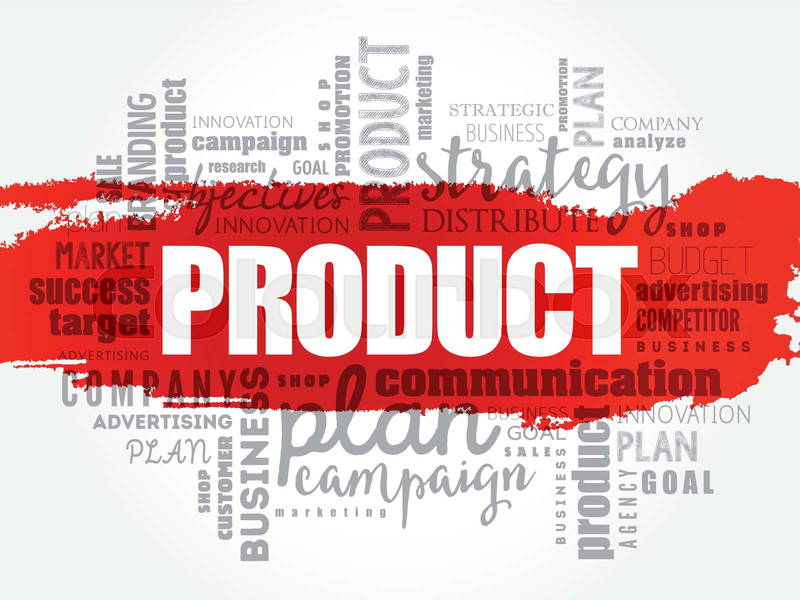 SALE
BRANDING
product
INNOVATION
campaign
research
GOAL
SHOP
PROMOTION
PRODUCT
marketing
STRATEGIC
BUSINESS
strategy
PROMOTION
PLAN
COMPANY
analyze
plan
objectives
INNOVATION
DISTRIBUTE
SHOP
MARKET
success
target
ADVERTISING
PRODUCT
colourbox
BUDGET
advertising
COMPETITOR
BUSINESS
COMPANY
SHOP
communication
ADVERTISING
PLAN
SHOP
CUSTOMER
BUSINESS
plan
campaign
marketing
BUSINESS
GOAL
SALE
BUSINESS
product
INNOVATION
PLAN
AGENCY
GOAL